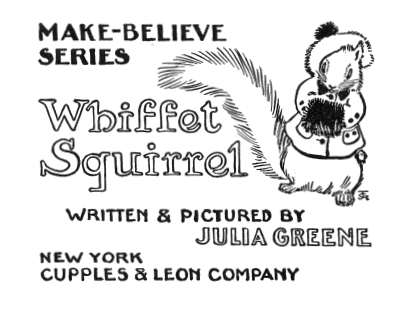 MAKE-BELIEVE
SERIES
Whiffet
Squirrel
WRITTEN & PICTURED BY
JULIA GREENE
NEW YORK
CUPPLES & LEON COMPANY